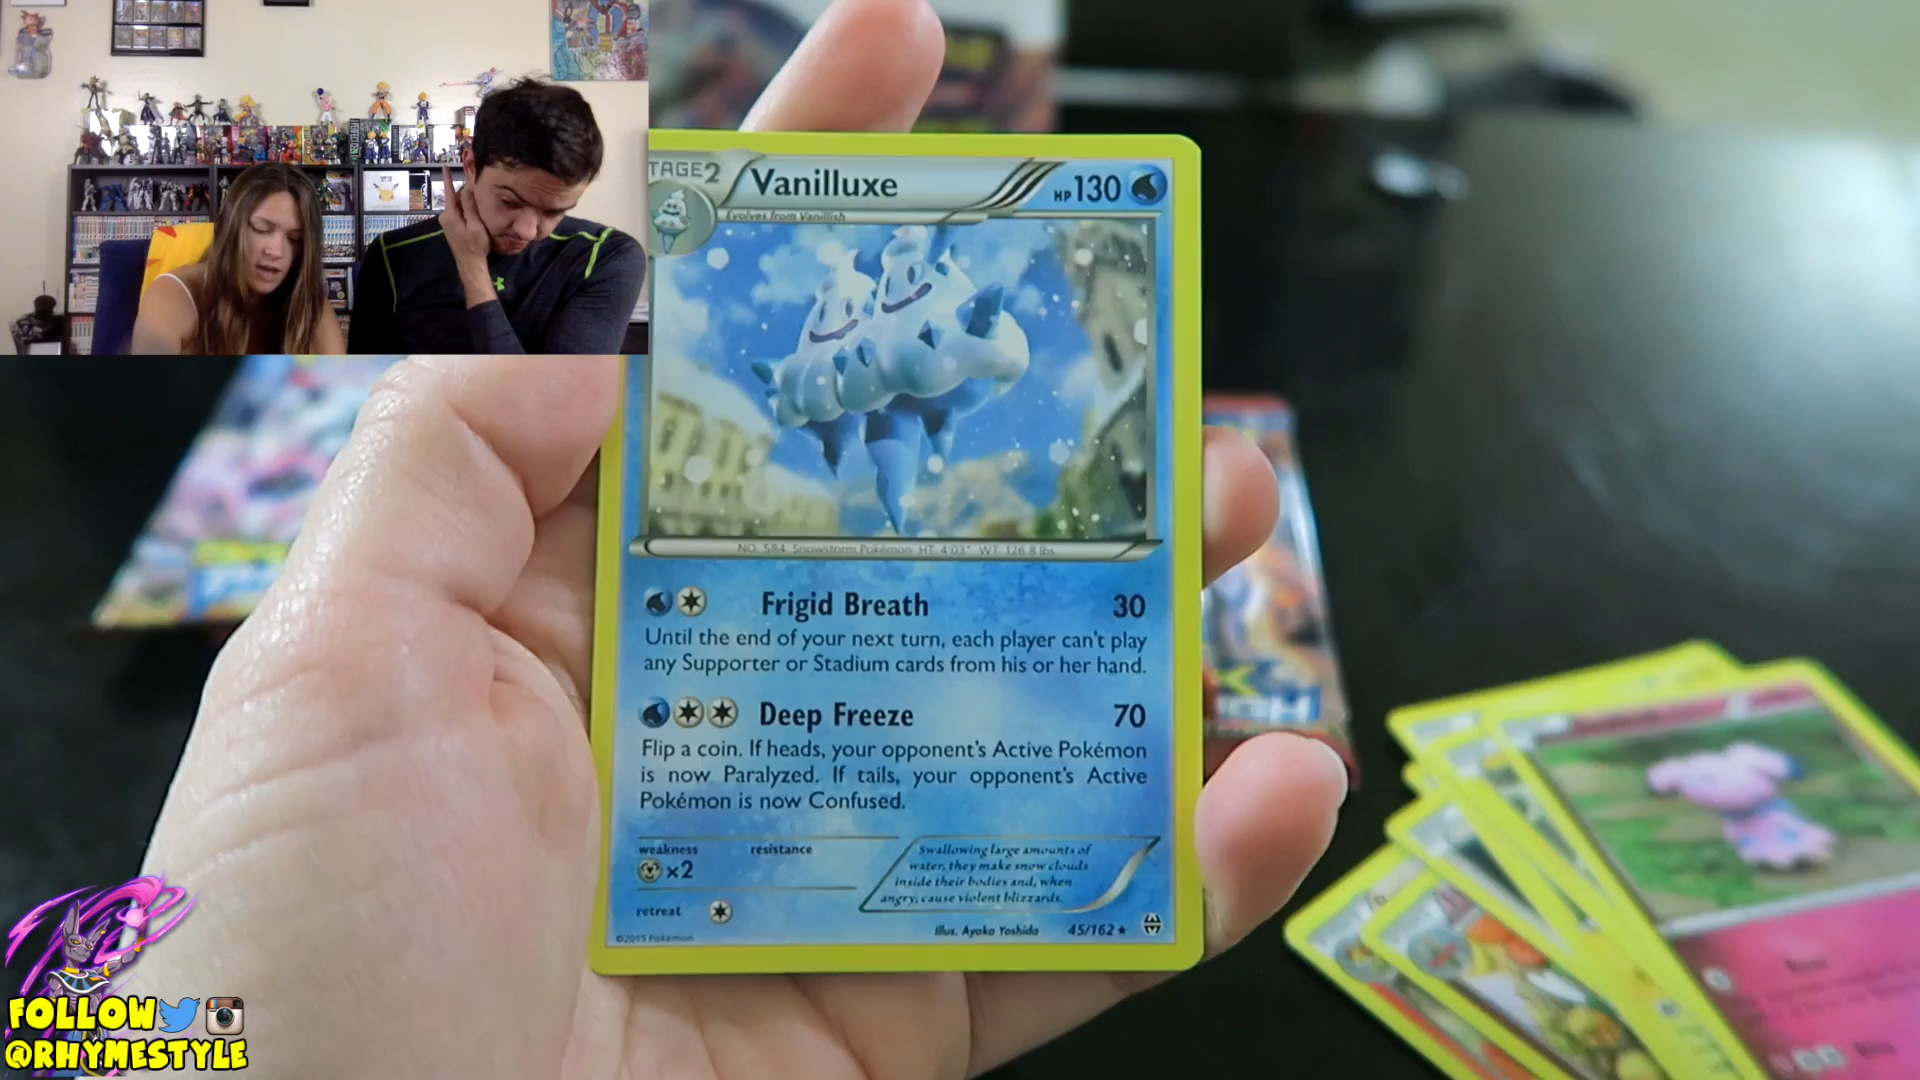 TAGE2
Vanilluxe
HP 130
Evolves from Vanillish
NO. 584 Snowstorm Pokémon HT: 4'03" WT: 126.8 lbs
Frigid Breath 30
Until the end of your next turn, each player can't play
any Supporter or Stadium cards from his or her hand.
Deep Freeze 70
Flip a coin. If heads, your opponent's Active Pokémon
is now Paralyzed. If tails, your opponent's Active
Pokémon is now Confused.
weakness resistance
×2
retreat
Swallowing large amounts of
water, they make snow clouds
inside their bodies and, when
angry, cause violent blizzards.
Illus. Ayaka Yoshida 45/162 ★
©2015 Pokémon
FOLLOW
@RHYMESTYLE